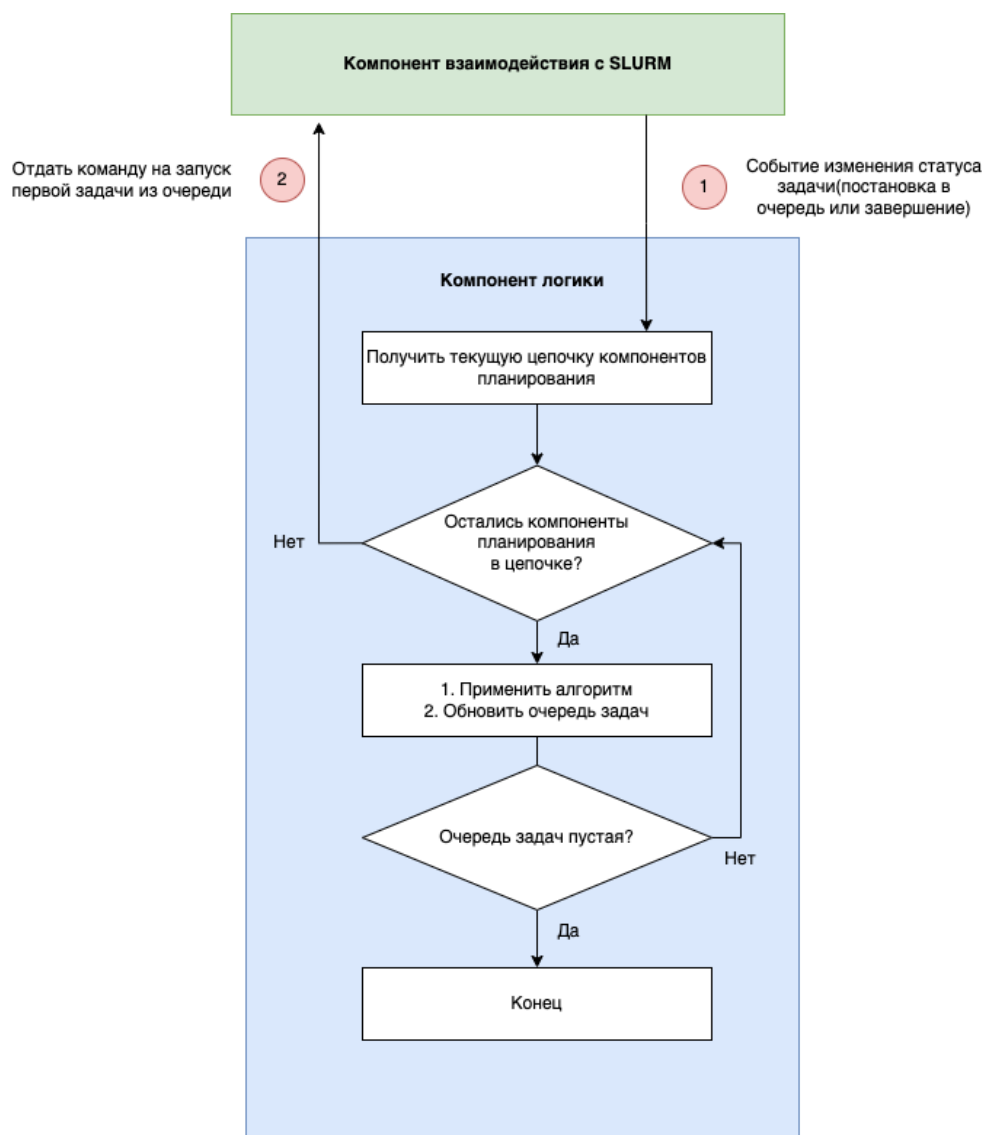 Компонент взаимодействия с SLURM
Отдать команду на запуск
первой задачи из очереди
2
1
Событие изменения статуса
задачи(постановка в
очередь или завершение)
Компонент логики
Получить текущую цепочку компонентов
планирования
Остались компоненты
планирования
в цепочке?
Нет
Да
1. Применить алгоритм
2. Обновить очередь задач
Очередь задач пустая?
Нет
Да
Конец